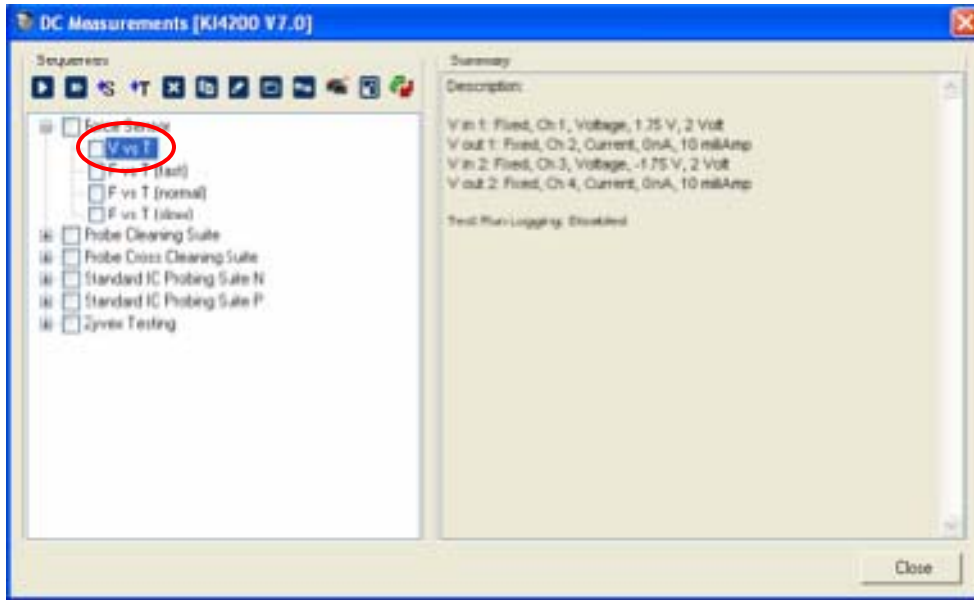 DC Measurements [KI4200 V7.0]
Sequences
+S +T
Force Sensor
V vs T
F vs T (fast)
F vs T (normal)
F vs T (slow)
Probe Cleaning Suite
Probe Cross Cleaning Suite
Standard IC Probing Suite N
Standard IC Probing Suite P
Zyvex Testing
Summary
Description:
V in 1: Fixed, Ch 1, Voltage, 1.75 V, 2 Volt
V out 1: Fixed, Ch 2, Current, 0nA, 10 milliAmp
V in 2: Fixed, Ch 3, Voltage, -1.75 V, 2 Volt
V out 2: Fixed, Ch 4, Current, 0nA, 10 milliAmp
Test Run Logging: Disabled
Close